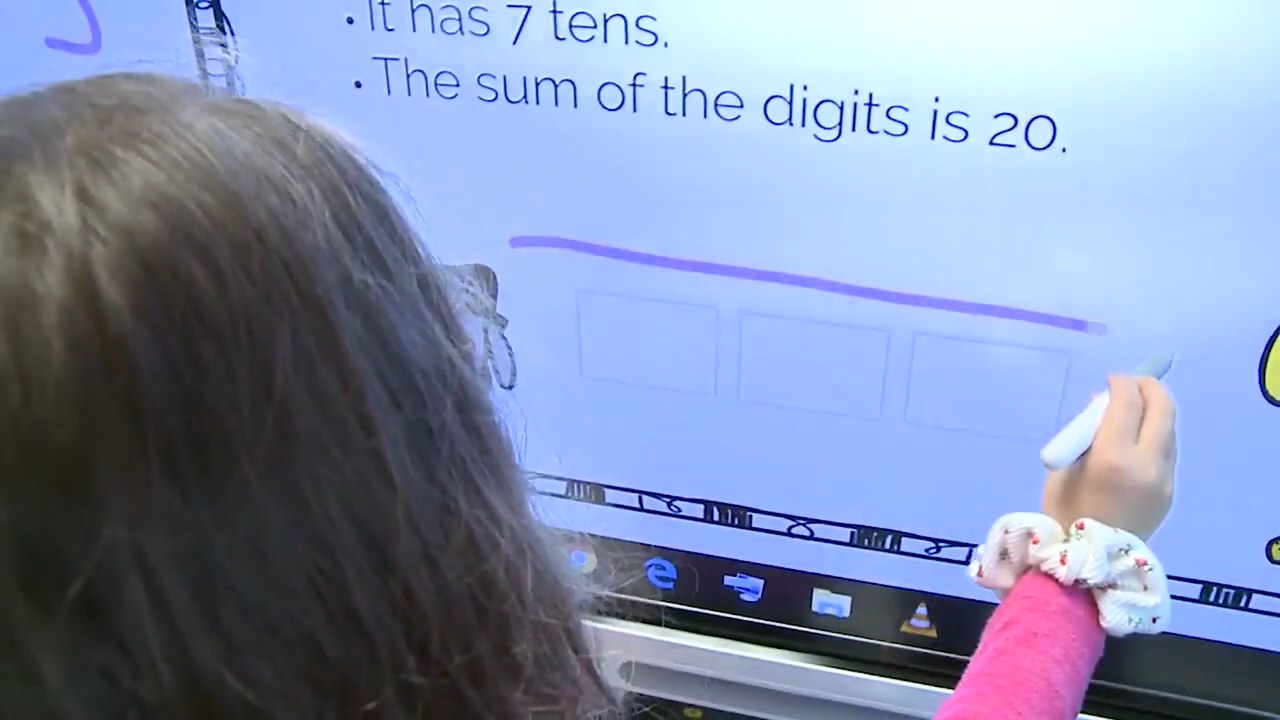 • It has 7 tens.
• The sum of the digits is 20.